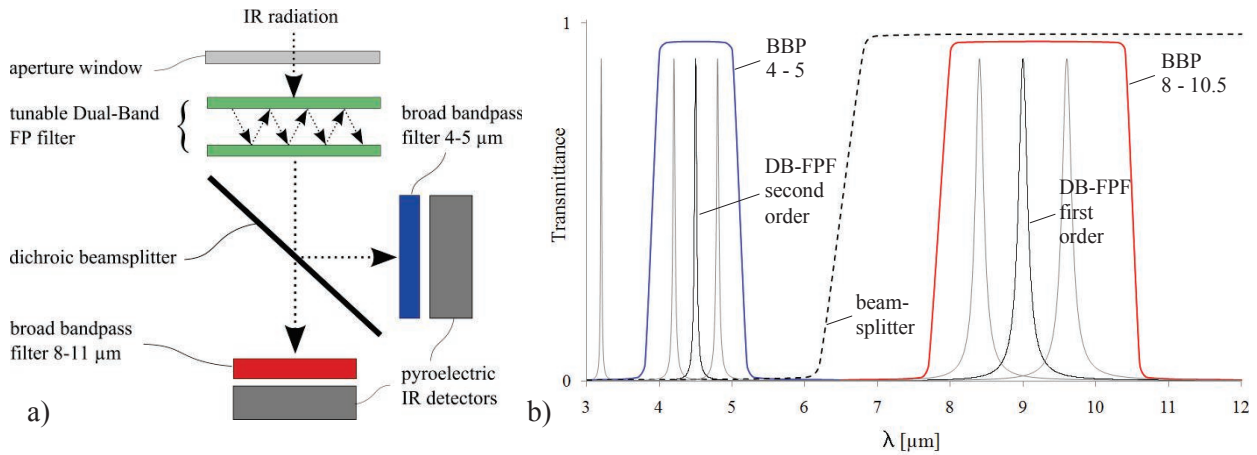 IR radiation
aperture window
tunable Dual-Band
FP filter
{
broad bandpass
filter 4-5 µm
dichroic beamsplitter
broad bandpass
filter 8-11 µm
pyroelectric
IR detectors
a)
b)
Transmittance
1
0
BBP
4 - 5
DB-FPF
second
order
beam-
splitter
BBP
8 - 10.5
DB-FPF
first
order
3 4 5 6 7 8 9 10 11 12
λ [µm]